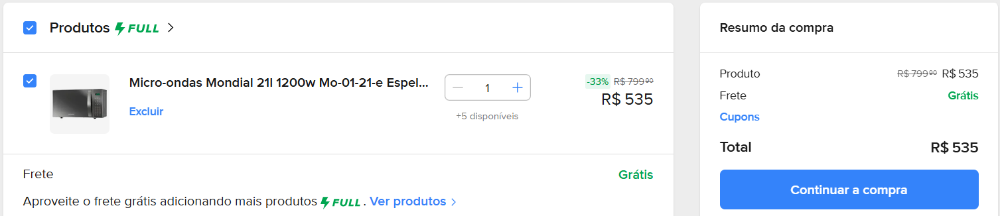 Produtos FULL
Micro-ondas Mondial 21l 1200w Mo-01-21-e Espel...
Excluir
1
+5 disponíveis
-33% R$ 799,90
R$ 535
Frete Grátis
Aproveite o frete grátis adicionando mais produtos FULL. Ver produtos
Resumo da compra
Produto R$ 799,90 R$ 535
Frete Grátis
Cupons
Total R$ 535
Continuar a compra